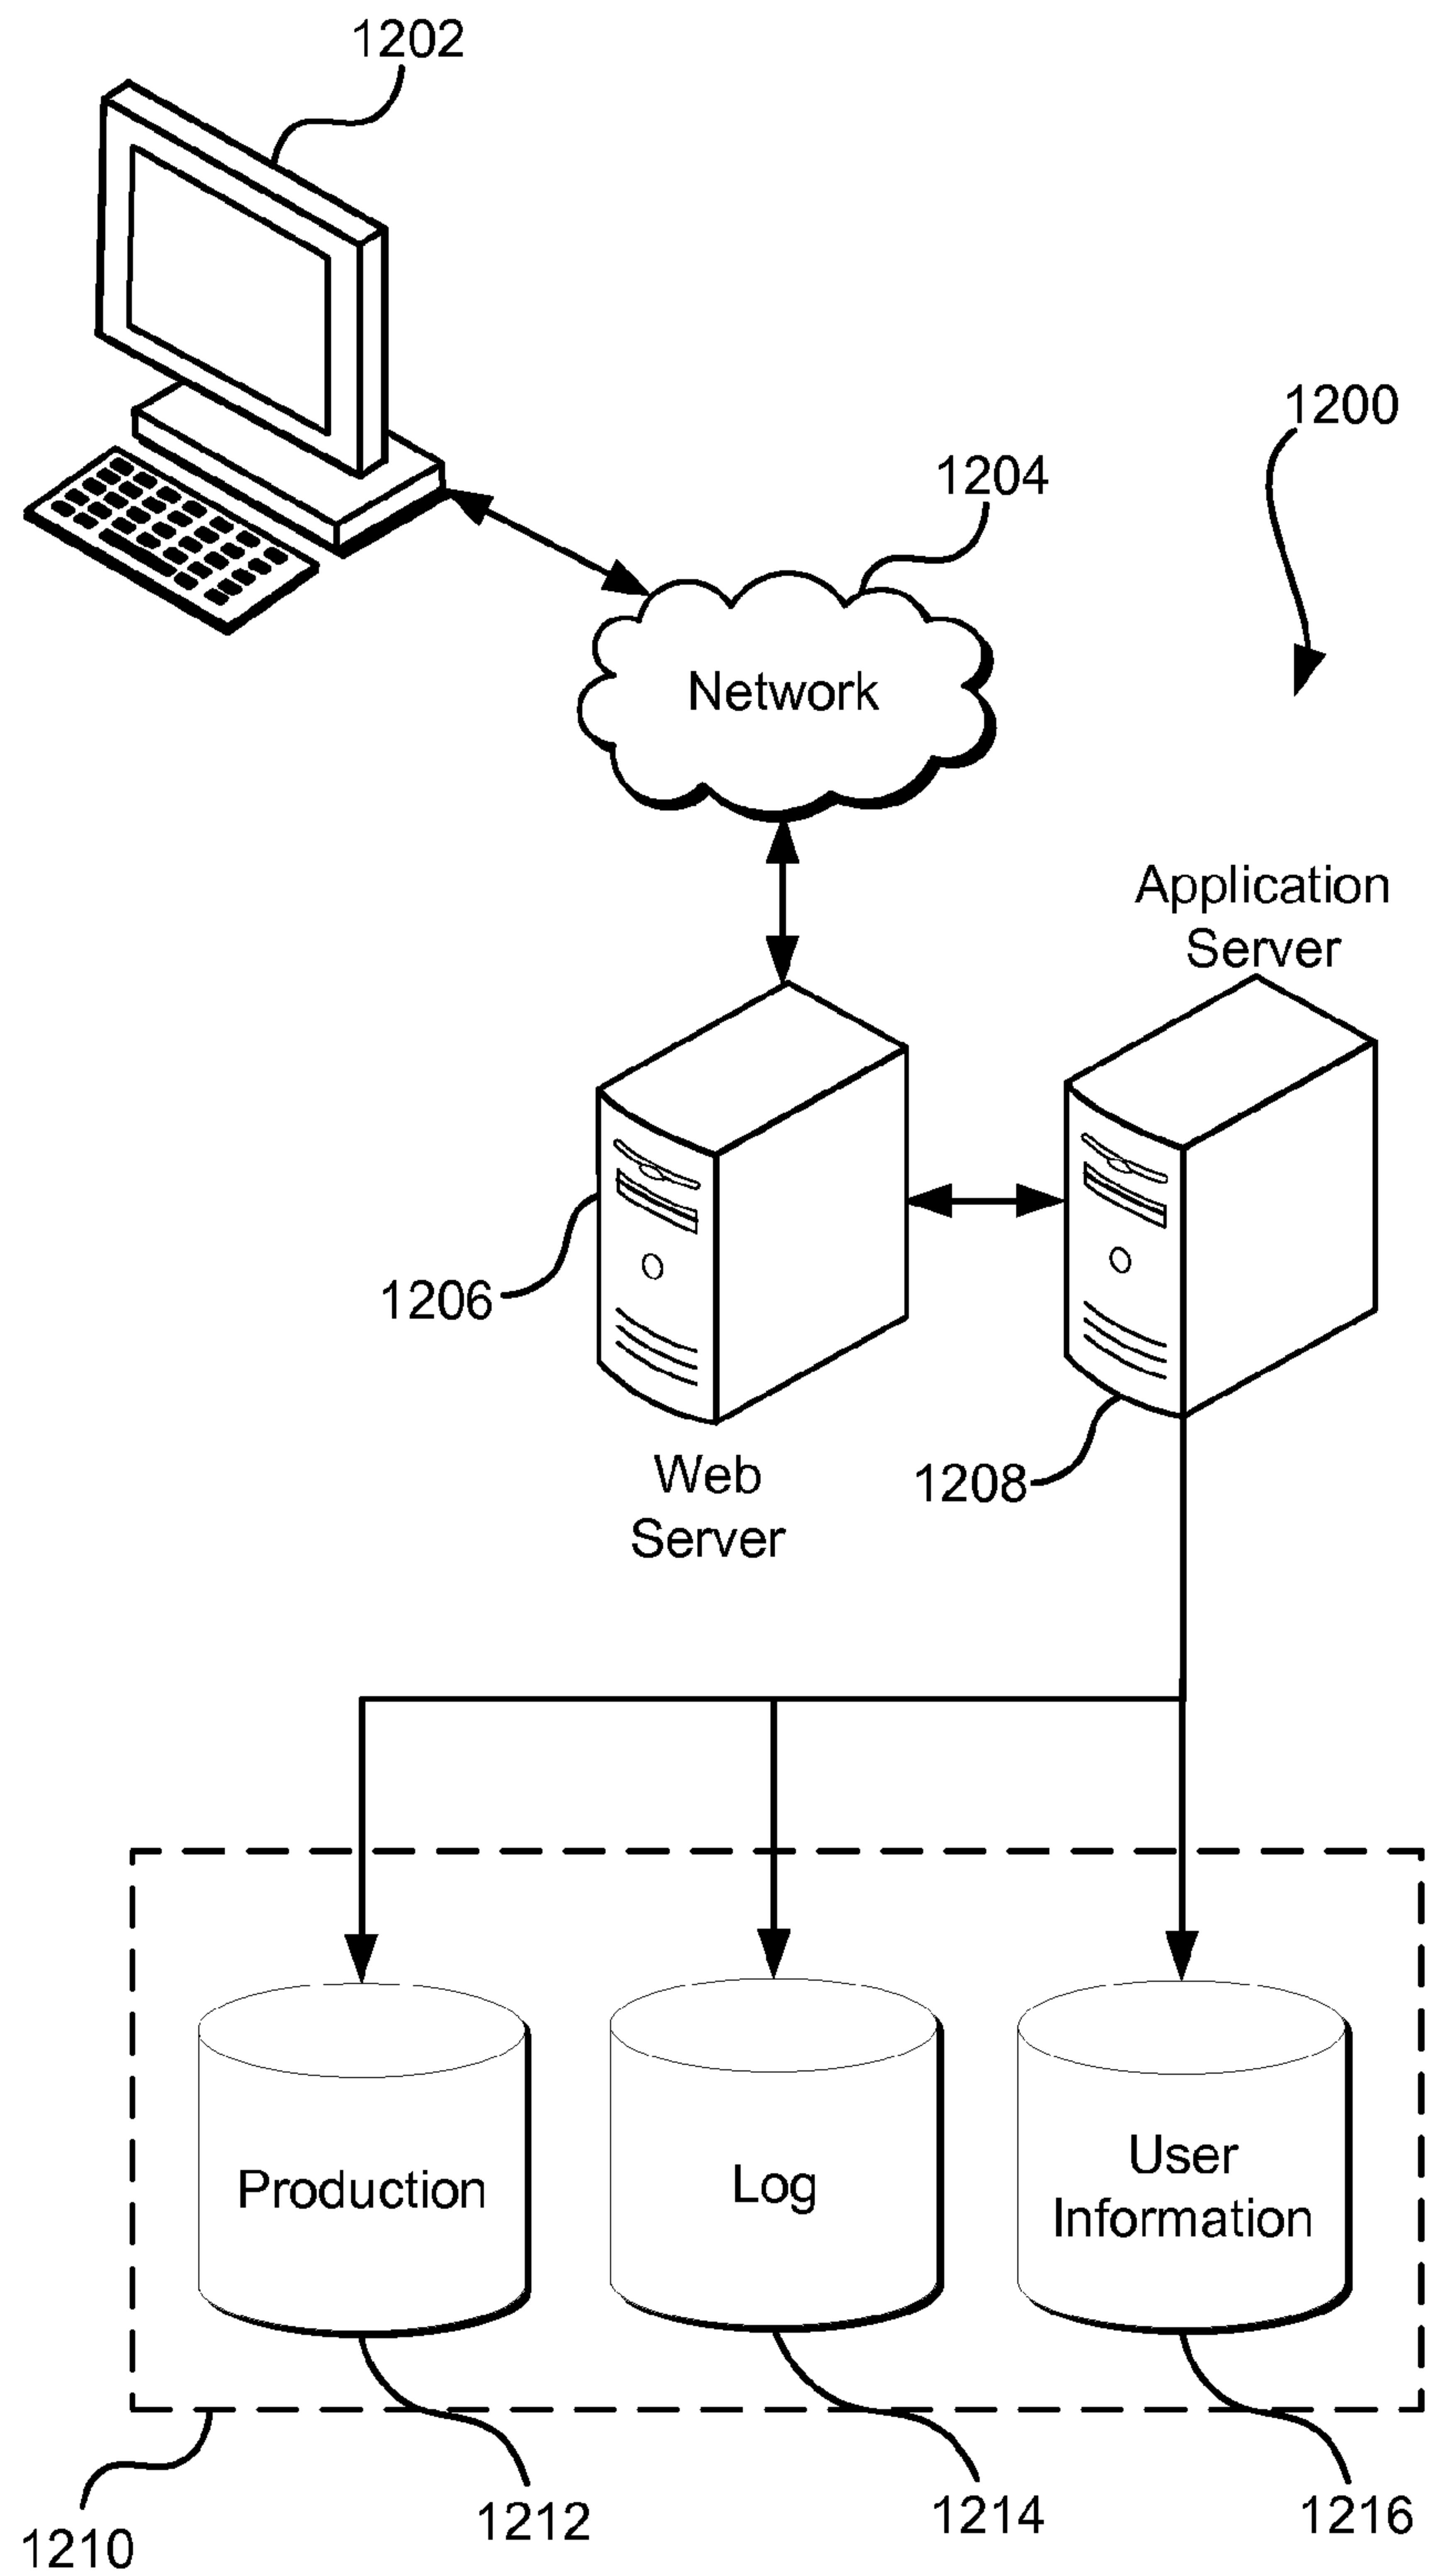 1202
1200
1204
Network
Application
Server
1206
Web
Server
1208
Production
Log
User
Information
1210
1212
1214
1216